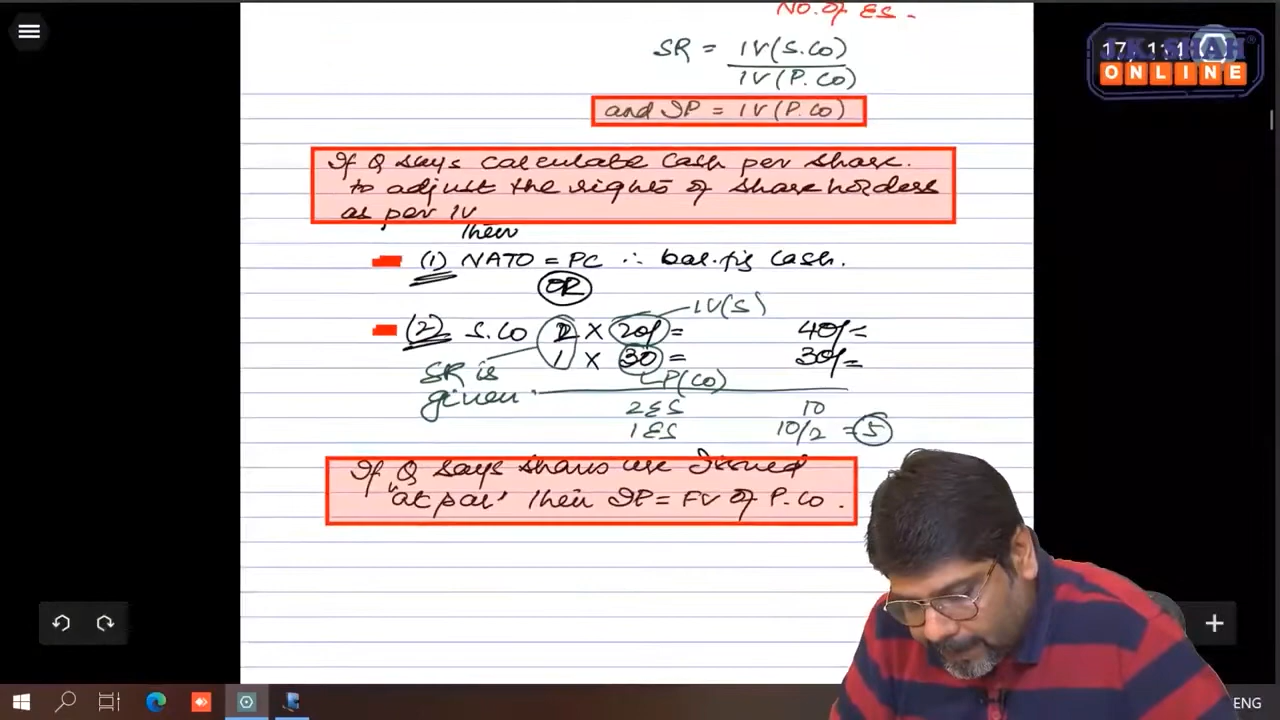 No. of ES.
SR = IV(S.Co)
IV(P.Co)
and IP = IV(P.Co)
If Q says calculate cash per share.
to adjust the rights of shareholders
as per IV
then
(1) NATO = PC ∴ bal. fig cash.
OR
IV(S)
(2) S.Co 2 X 20/- = 40/-
1 X 30 = 30/-
SR is
given
P(Co)
2ES 10
1ES 10/2 = 5
If Q says shares are issued
'at par' then IP = FV of P.Co.
J.K. SHAH
ONLINE
ENG